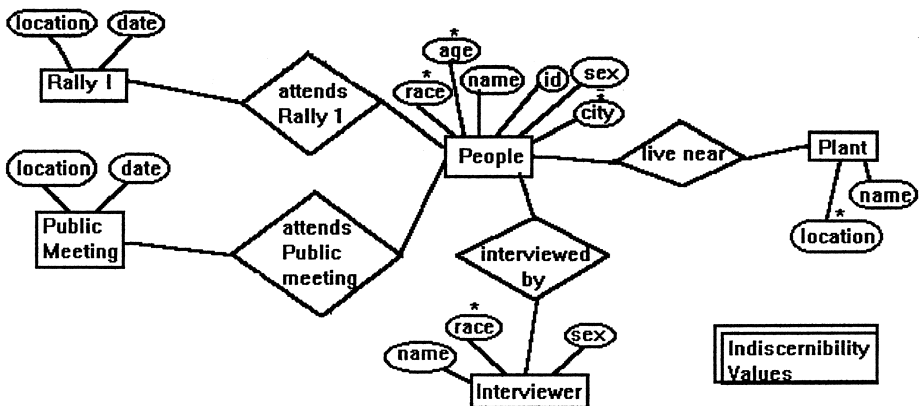 location
date
Rally 1
attends
Rally 1
*
age
*
race
name
id
sex
*
city
People
live near
Plant
name
*
location
location
date
Public
Meeting
attends
Public
meeting
interviewed
by
*
race
name
sex
Interviewer
Indiscernibility
Values